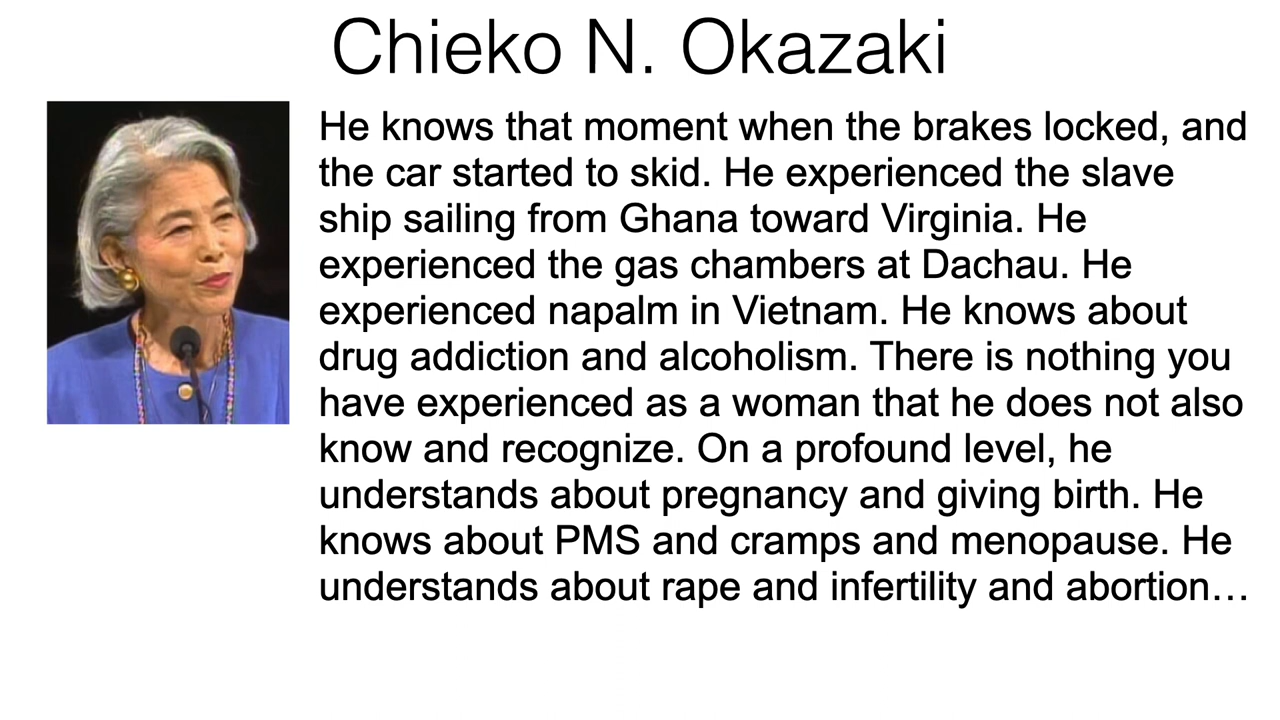 Chieko N. Okazaki
He knows that moment when the brakes locked, and
the car started to skid. He experienced the slave
ship sailing from Ghana toward Virginia. He
experienced the gas chambers at Dachau. He
experienced napalm in Vietnam. He knows about
drug addiction and alcoholism. There is nothing you
have experienced as a woman that he does not also
know and recognize. On a profound level, he
understands about pregnancy and giving birth. He
knows about PMS and cramps and menopause. He
understands about rape and infertility and abortion…